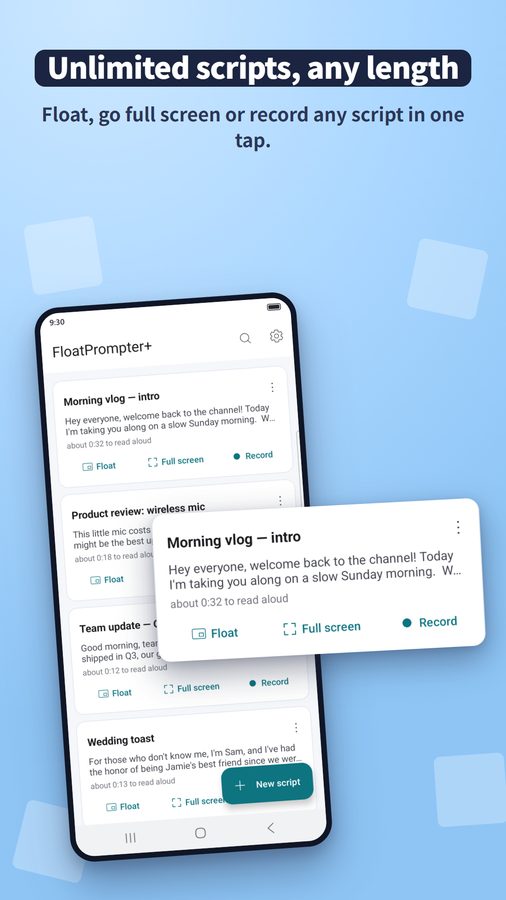 Unlimited scripts, any length
Float, go full screen or record any script in one
tap.
9:30
FloatPrompter+
Morning vlog — intro
Hey everyone, welcome back to the channel! Today
I'm taking you along on a slow Sunday morning. W...
about 0:32 to read aloud
Float
Full screen
Record
Product review: wireless mic
This little mic costs
might be the best
about 0:18 to read
Float
Morning vlog — intro
Hey everyone, welcome back to the channel! Today
I'm taking you along on a slow Sunday morning. W...
about 0:32 to read aloud
Float
Full screen
Record
Team update —
Good morning,
shipped in Q3, our
about 0:12 to read aloud
Float
Full screen
Record
Wedding toast
For those who don't know me, I'm Sam, and I've had
the honor of being Jamie's best friend since we wer...
about 0:13 to read aloud
Float
Full screen
New script